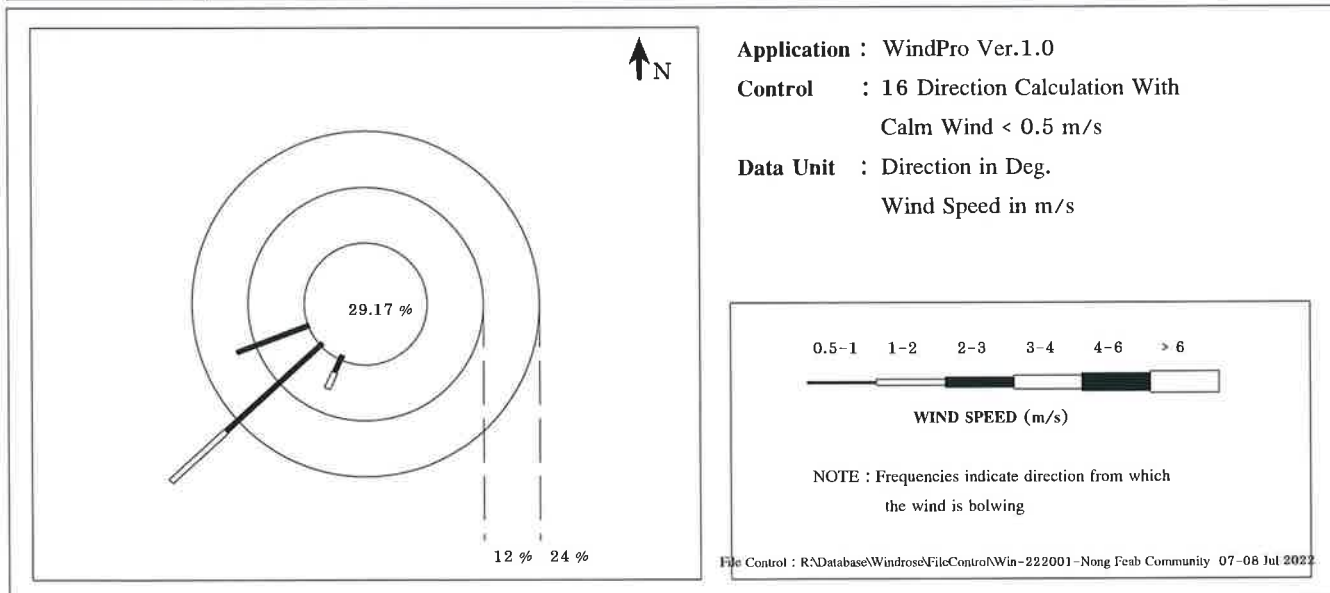 N
29.17 %
12 % 24 %
Application : WindPro Ver.1.0
Control : 16 Direction Calculation With
Calm Wind < 0.5 m/s
Data Unit : Direction in Deg.
Wind Speed in m/s
0.5-1 1-2 2-3 3-4 4-6 > 6
WIND SPEED (m/s)
NOTE : Frequencies indicate direction from which
the wind is bolwing
File Control : R:\Database\Windrose\FileControl\Win-222001-Nong Feab Community 07-08 Jul 2022